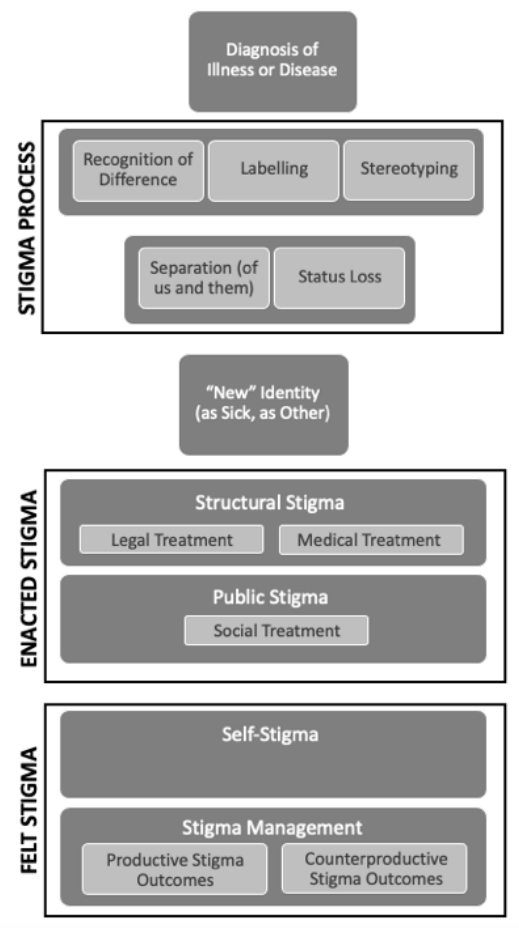 Diagnosis of
Illness or Disease
STIGMA PROCESS
Recognition of
Difference
Labelling
Stereotyping
Separation (of
us and them)
Status Loss
“New” Identity
(as Sick, as Other)
ENACTED STIGMA
Structural Stigma
Legal Treatment
Medical Treatment
Public Stigma
Social Treatment
FELT STIGMA
Self-Stigma
Stigma Management
Productive Stigma
Outcomes
Counterproductive
Stigma Outcomes